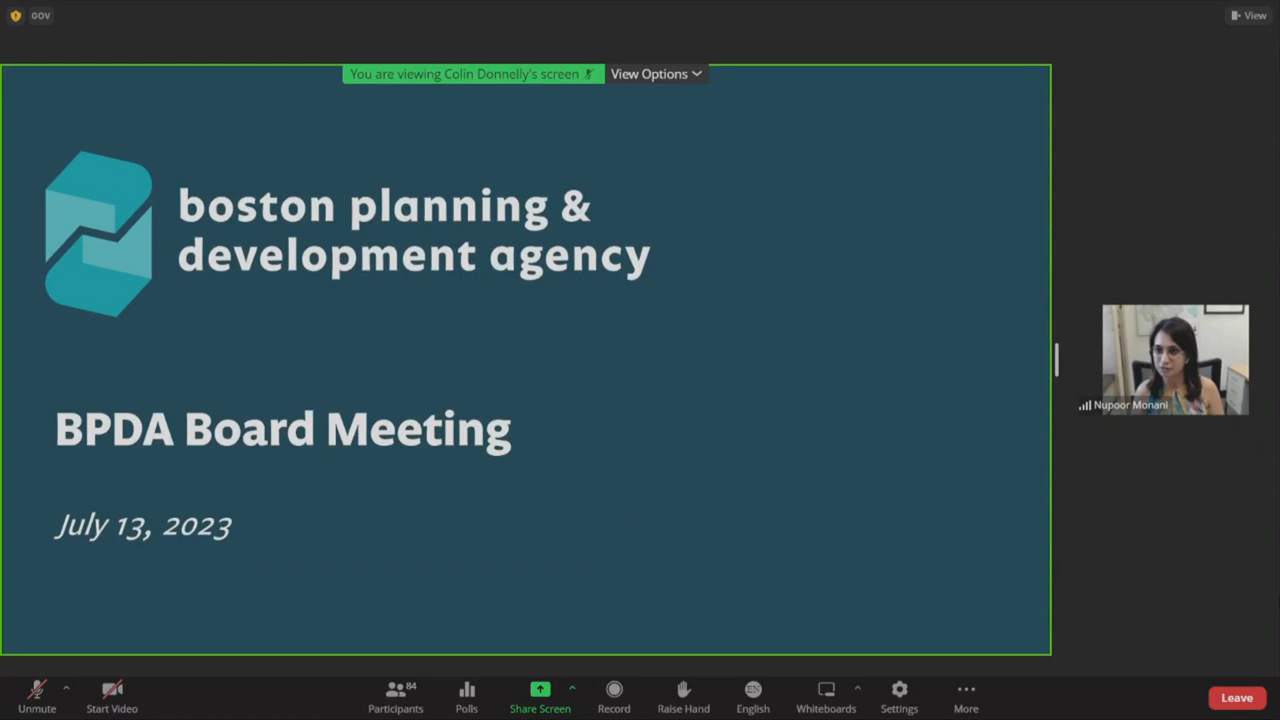 GOV
View
You are viewing Colin Donnelly's screen
View Options
boston planning &
development agency
BPDA Board Meeting
July 13, 2023
Nupoor Monani
Unmute
Start Video
84
Participants
Polls
Share Screen
Record
Raise Hand
EN
English
Whiteboards
Settings
More
Leave